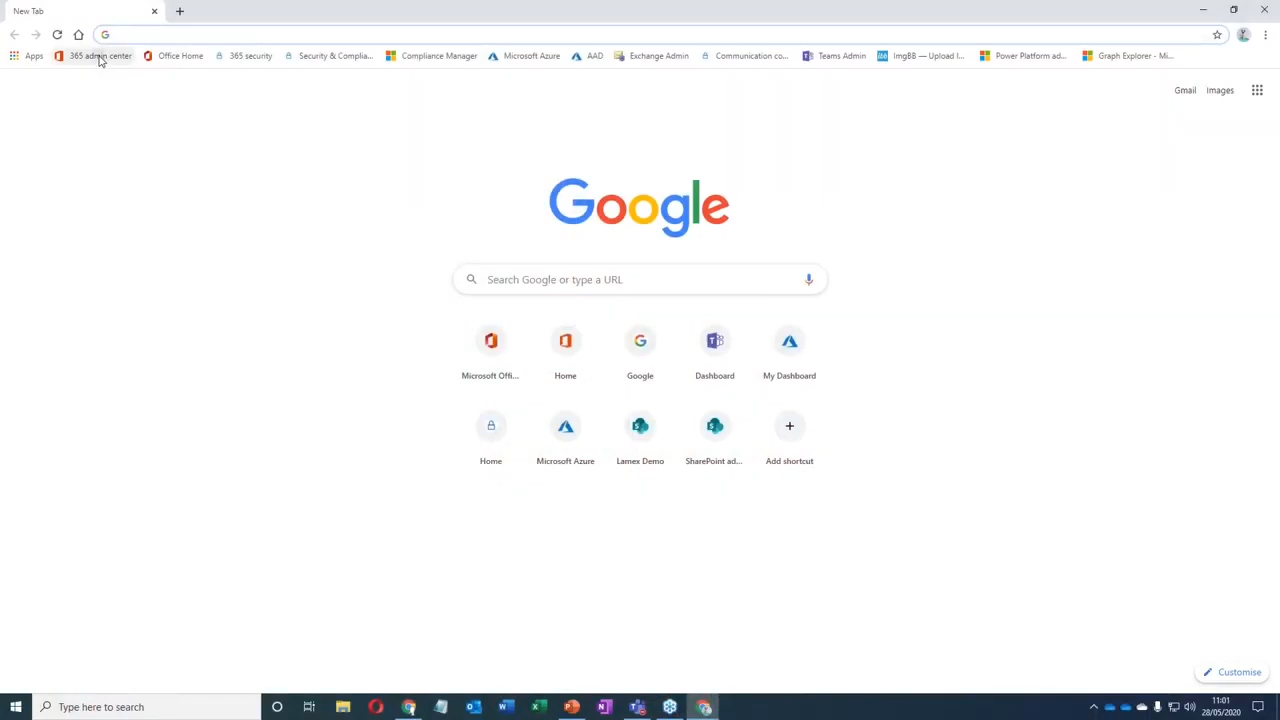 New Tab
Apps 365 admin center Office Home 365 security Security & Complia... Compliance Manager Microsoft Azure AAD Exchange Admin Communication co... Teams Admin ImgBB — Upload I... Power Platform ad... Graph Explorer - Mi...
Gmail Images
Google
Search Google or type a URL
Microsoft Offi... Home Google Dashboard My Dashboard
Home Microsoft Azure Lamex Demo SharePoint ad... Add shortcut
Customise
Type here to search
11:01
28/05/2020